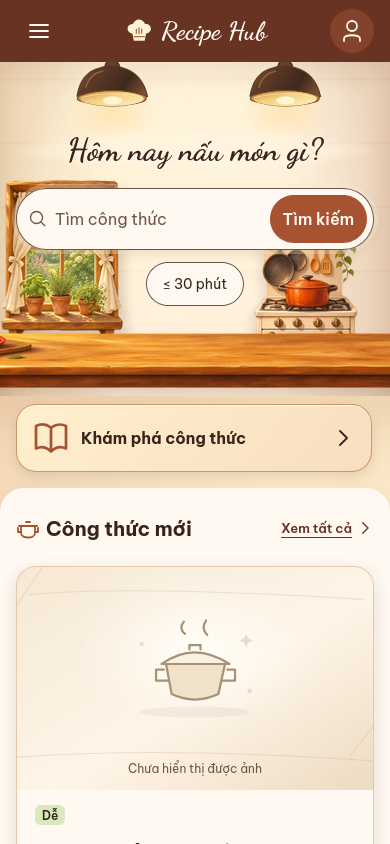 Recipe Hub
Hôm nay nấu món gì?
Tìm công thức
Tìm kiếm
≤ 30 phút
Khám phá công thức
Công thức mới
Xem tất cả
Chưa hiển thị được ảnh
Dễ